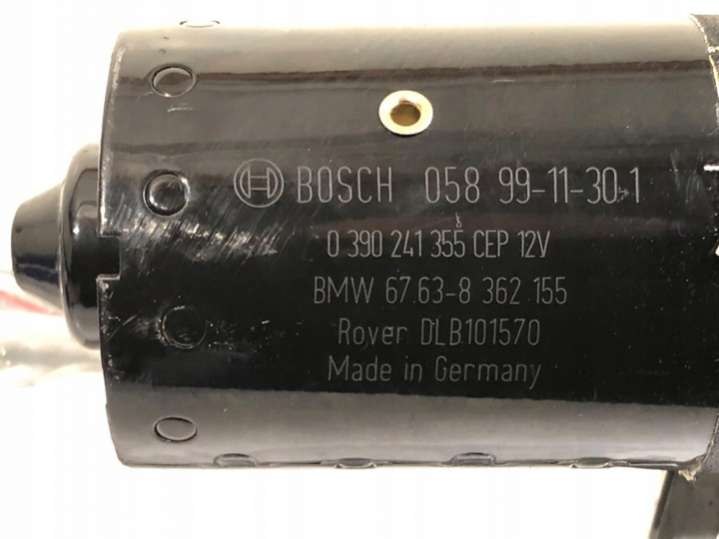 BOSCH 058 99-11-30-1
0 390 241 355 CEP 12V
BMW 67.63-8 362 155
Rover DLB101570
Made in Germany